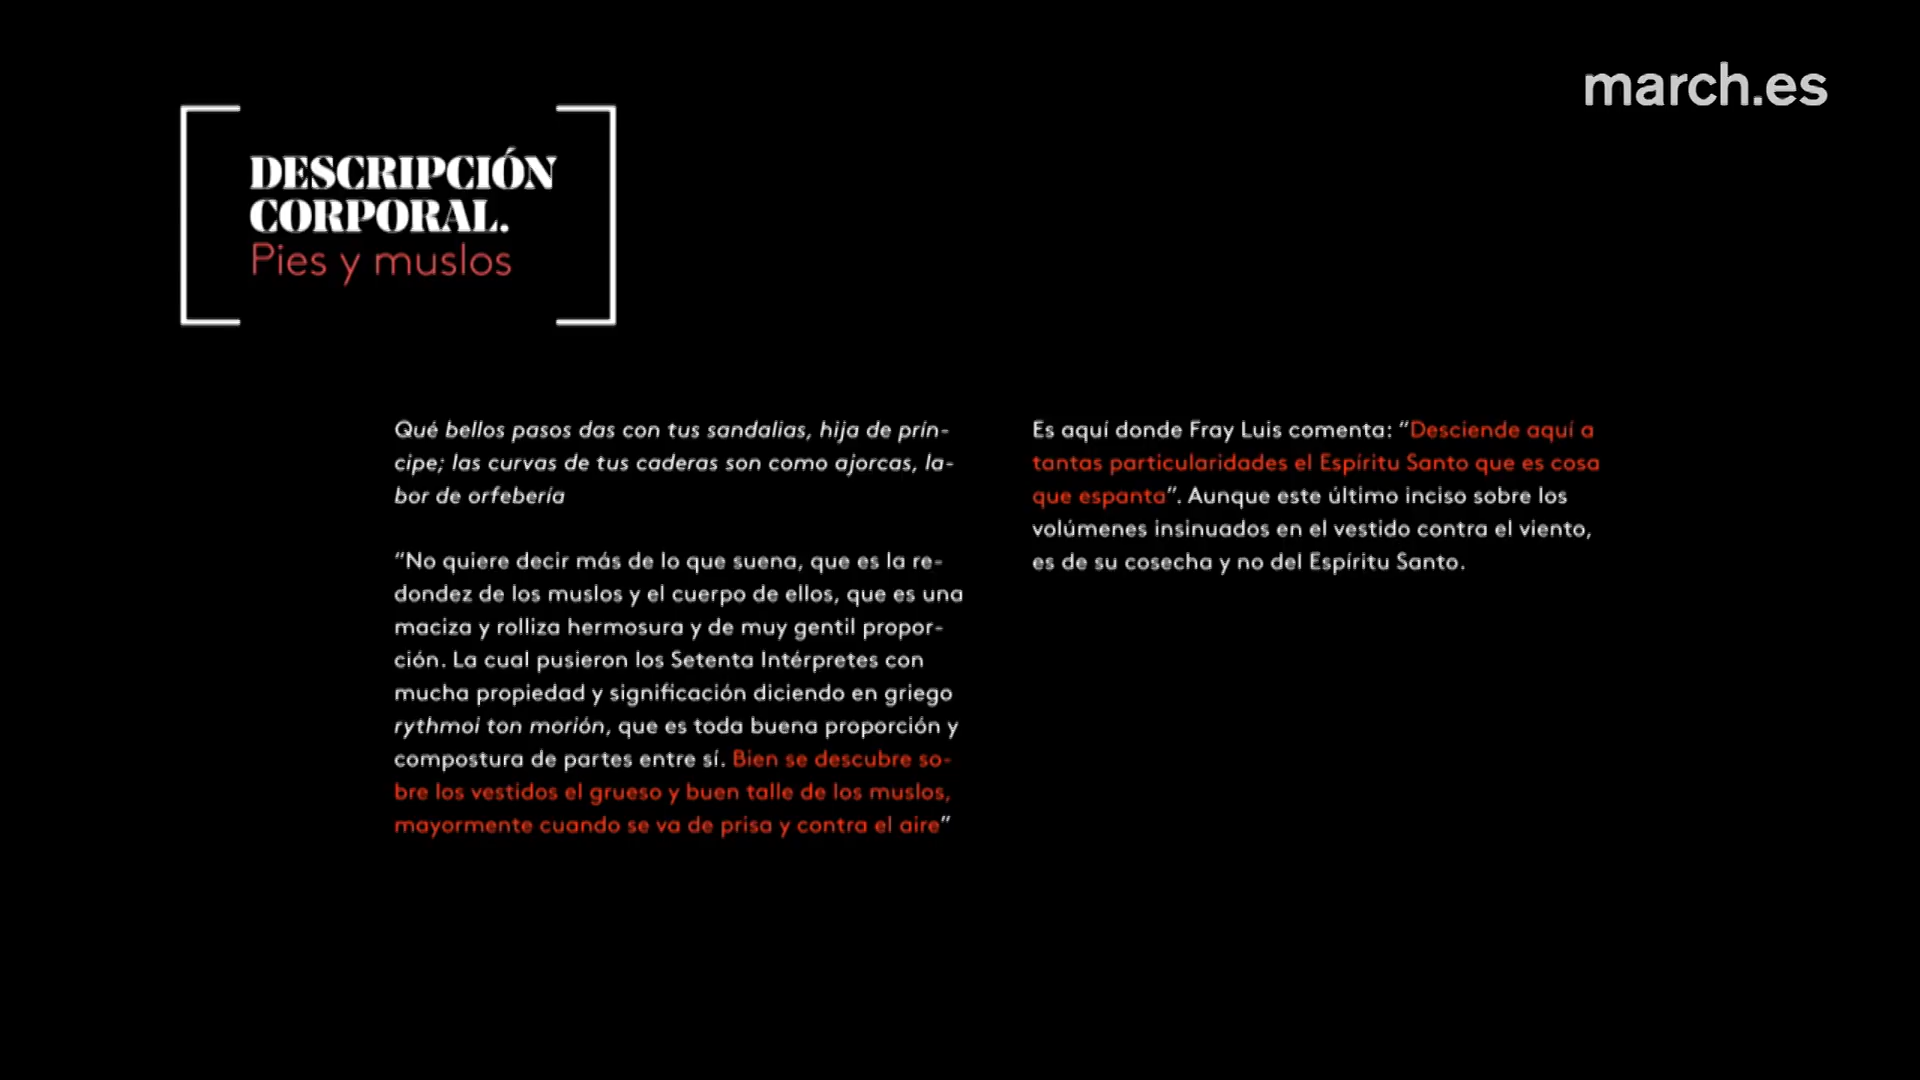 march.es
DESCRIPCIÓN
CORPORAL.
Pies y muslos
Qué bellos pasos das con tus sandalias, hija de prín-
cipe; las curvas de tus caderas son como ajorcas, la-
bor de orfebería
“No quiere decir más de lo que suena, que es la re-
dondez de los muslos y el cuerpo de ellos, que es una
maciza y rolliza hermosura y de muy gentil propor-
ción. La cual pusieron los Setenta Intérpretes con
mucha propiedad y significación diciendo en griego
rythmoi ton morión, que es toda buena proporción y
compostura de partes entre sí. Bien se descubre so-
bre los vestidos el grueso y buen talle de los muslos,
mayormente cuando se va de prisa y contra el aire”
Es aquí donde Fray Luis comenta: “Desciende aquí a
tantas particularidades el Espíritu Santo que es cosa
que espanta”. Aunque este último inciso sobre los
volúmenes insinuados en el vestido contra el viento,
es de su cosecha y no del Espíritu Santo.